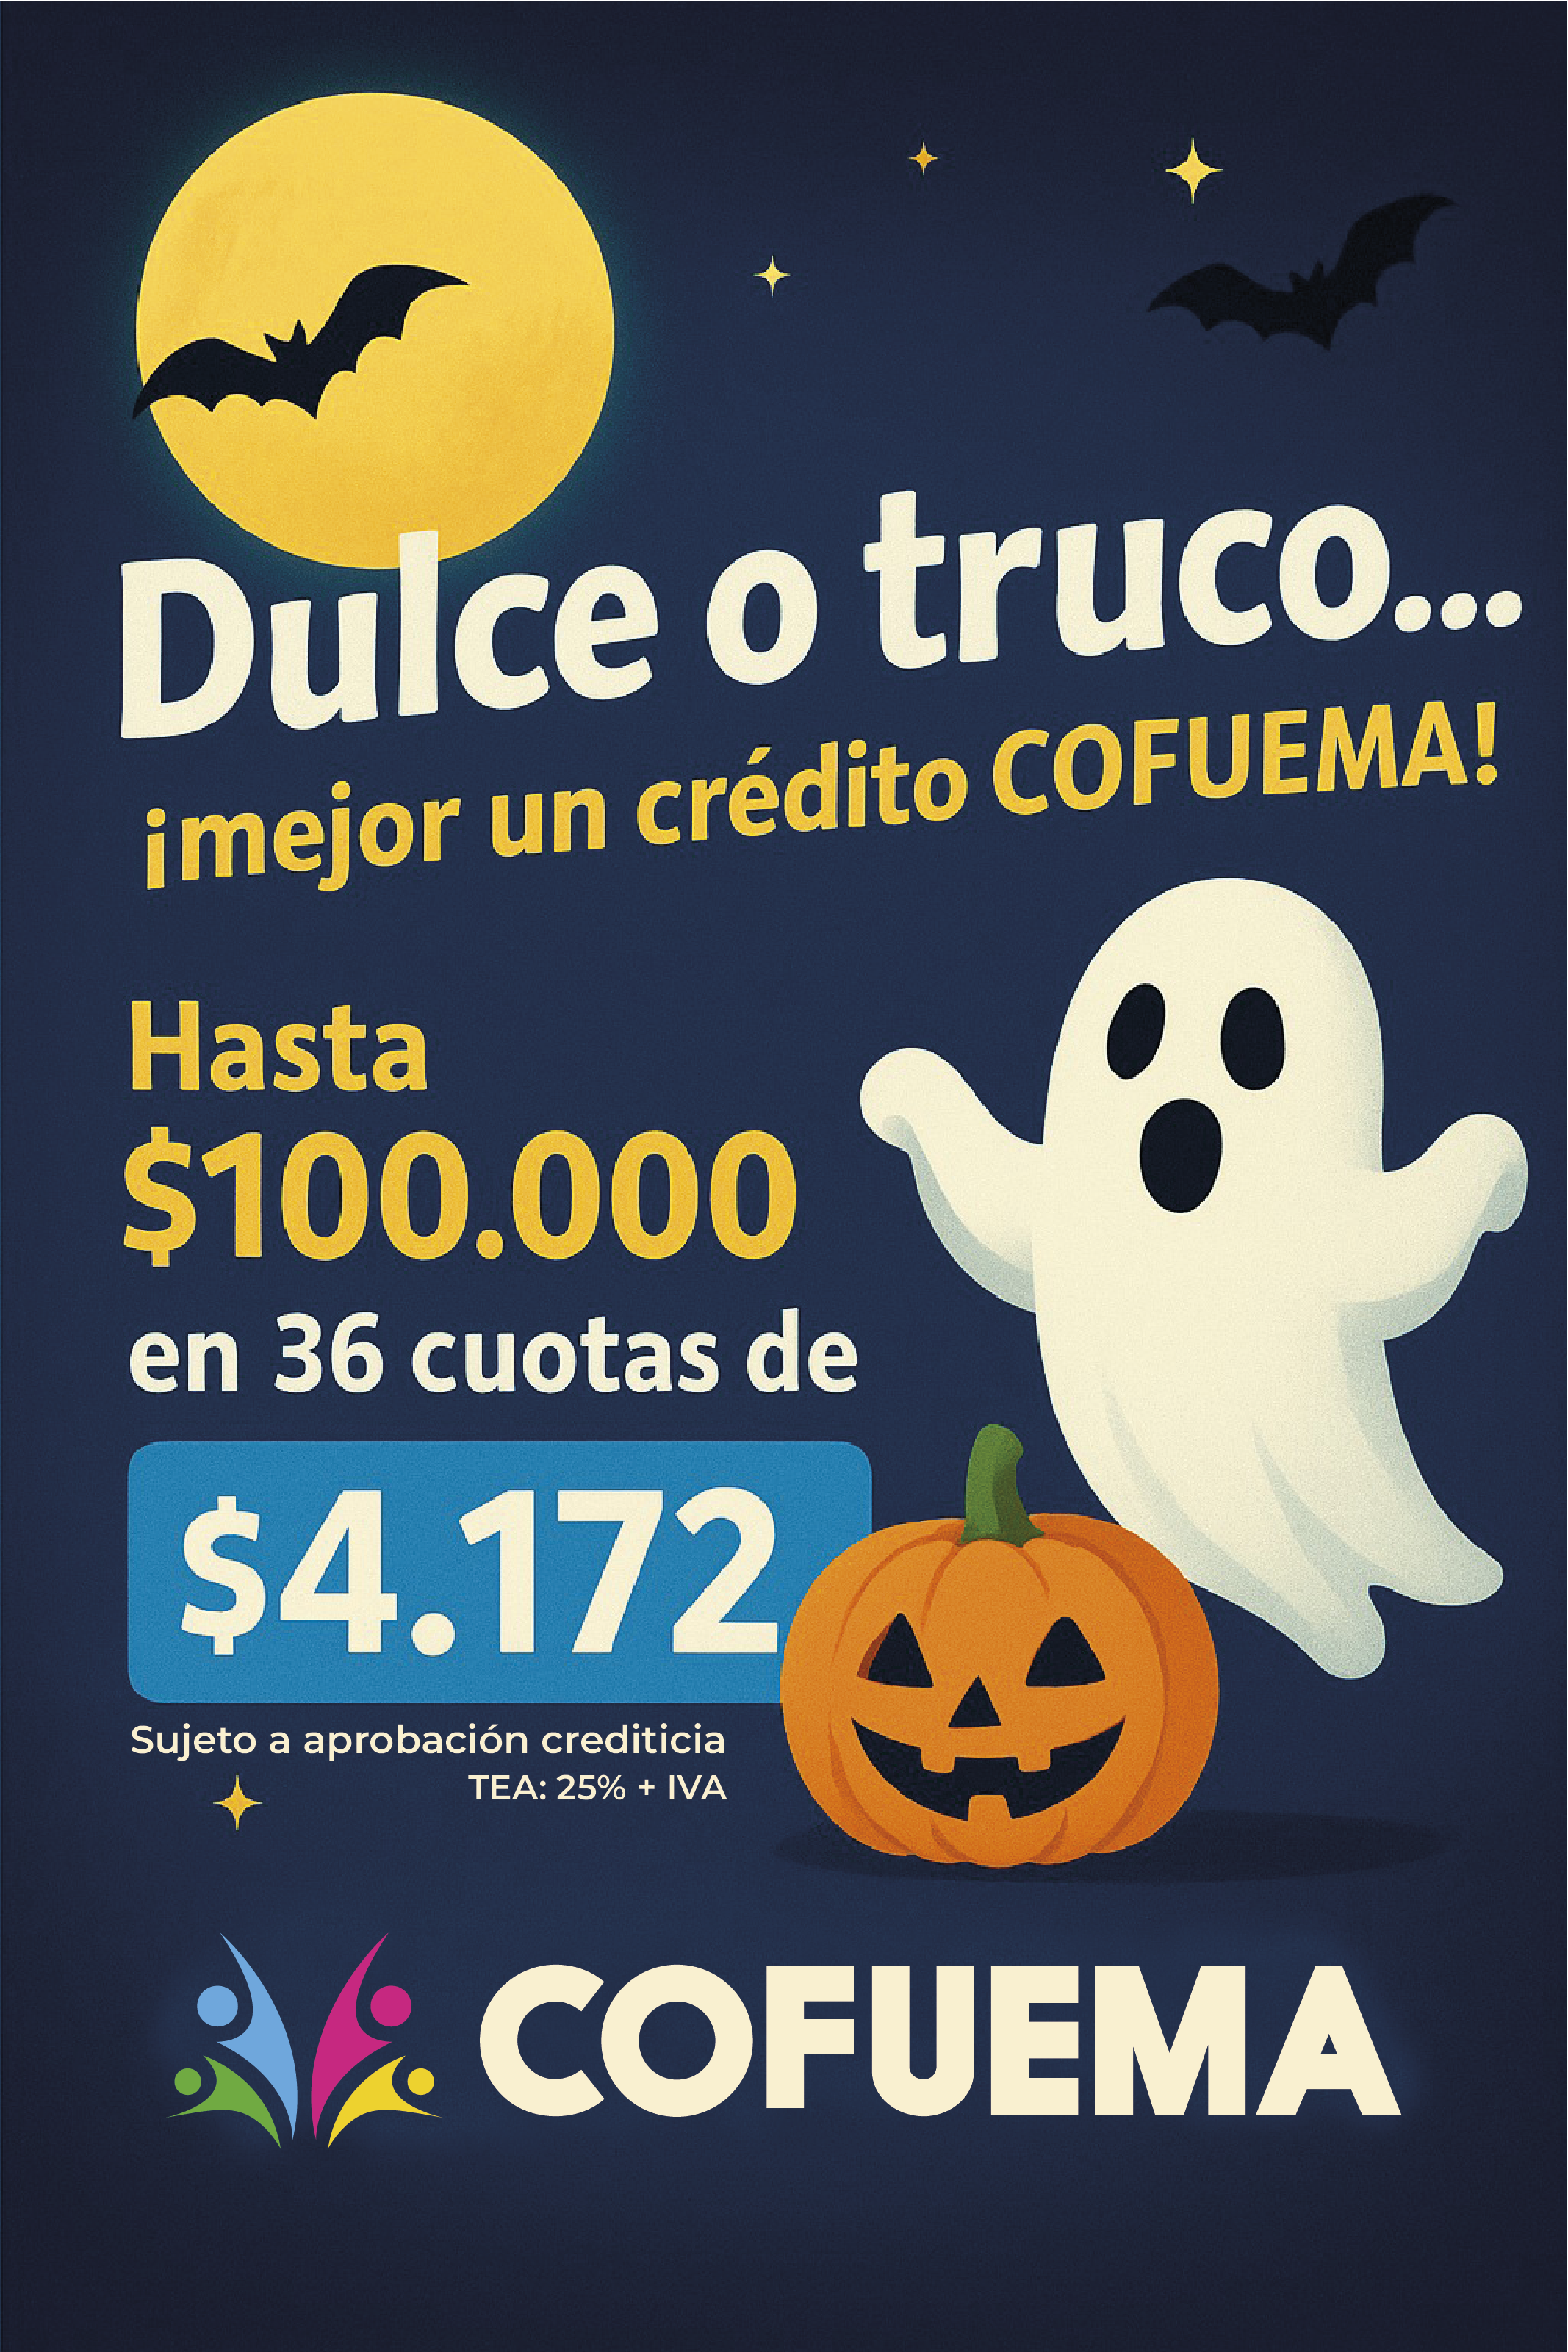 Dulce o truco...
¡mejor un crédito COFUEMA!
Hasta
$100.000
en 36 cuotas de
$4.172
Sujeto a aprobación crediticia
TEA: 25% + IVA
COFUEMA